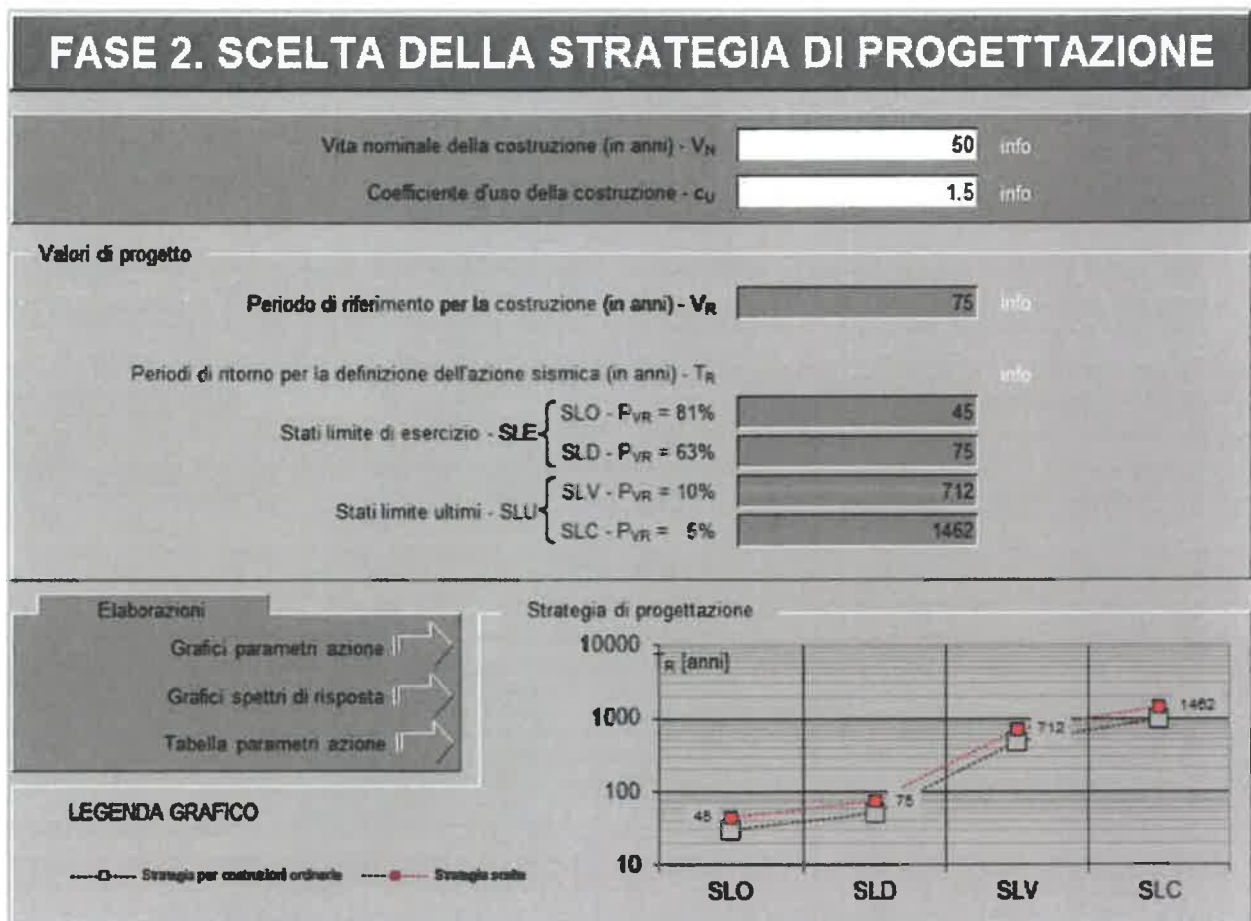 FASE 2. SCELTA DELLA STRATEGIA DI PROGETTAZIONE
Vita nominale della costruzione (in anni) - VN 50 info
Coefficiente d'uso della costruzione - cU 1.5 info
Valori di progetto
Periodo di riferimento per la costruzione (in anni) - VR 75 info
Periodi di ritorno per la definizione dell'azione sismica (in anni) - TR info
Stati limite di esercizio - SLE
SLO - PVR = 81% 45
SLD - PVR = 63% 75
Stati limite ultimi - SLU
SLV - PVR = 10% 712
SLC - PVR = 5% 1462
Elaborazioni
Grafici parametri azione
Grafici spettri di risposta
Tabella parametri azione
LEGENDA GRAFICO
Strategia per costruzioni ordinarie
Strategia scelta
Strategia di progettazione
TR [anni]
10000
1000
100
10
45
75
712
1462
SLO SLD SLV SLC